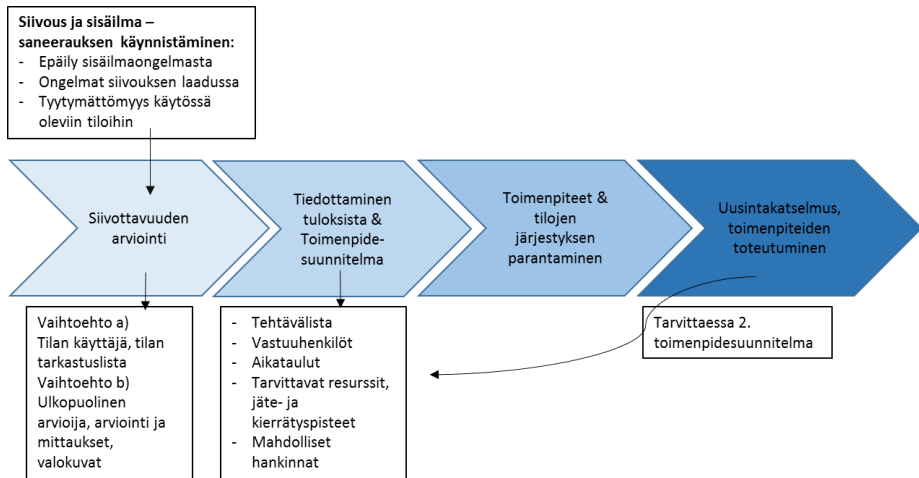 Siivous ja sisäilma –
saneerauksen käynnistäminen:
- Epäily sisäilmaongelmasta
- Ongelmat siivouksen laadussa
- Tyytymättömyys käytössä
oleviin tiloihin
Siivottavuuden
arviointi
Tiedottaminen
tuloksista &
Toimenpide-
suunnitelma
Toimenpiteet &
tilojen
järjestyksen
parantaminen
Uusintakatselmus,
toimenpiteiden
toteutuminen
Vaihtoehto a)
Tilan käyttäjä, tilan
tarkastuslista
Vaihtoehto b)
Ulkopuolinen
arvioija, arviointi ja
mittaukset,
valokuvat
- Tehtävälista
- Vastuuhenkilöt
- Aikataulut
- Tarvittavat resurssit,
jäte- ja
kierrätyspisteet
- Mahdolliset
hankinnat
Tarvittaessa 2.
toimenpidesuunnitelma